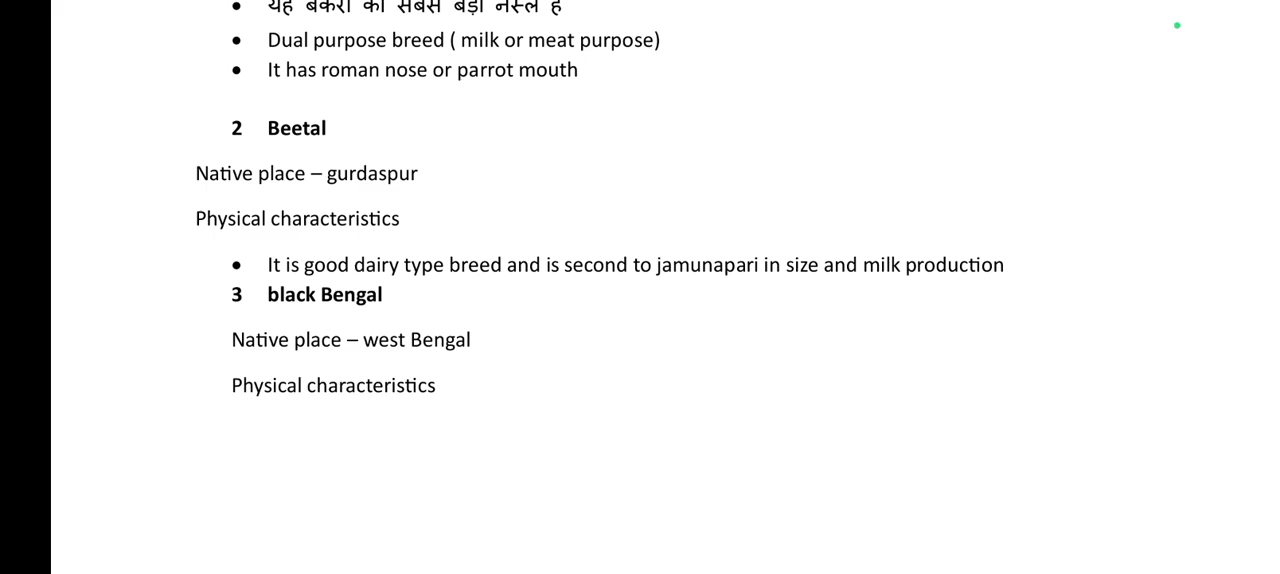 यह बकरी की सबसे बड़ी नस्ल है
Dual purpose breed ( milk or meat purpose)
It has roman nose or parrot mouth
2 Beetal
Native place – gurdaspur
Physical characteristics
It is good dairy type breed and is second to jamunapari in size and milk production
3 black Bengal
Native place – west Bengal
Physical characteristics